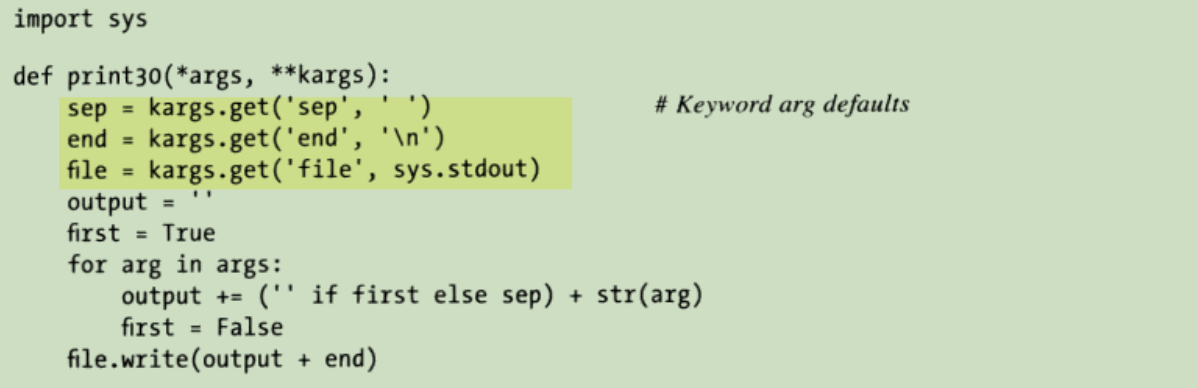 import sys
def print30(*args, **kargs):
    sep = kargs.get('sep', ' ')                # Keyword arg defaults
    end = kargs.get('end', '\n')
    file = kargs.get('file', sys.stdout)
    output = ''
    first = True
    for arg in args:
        output += ('' if first else sep) + str(arg)
        first = False
    file.write(output + end)